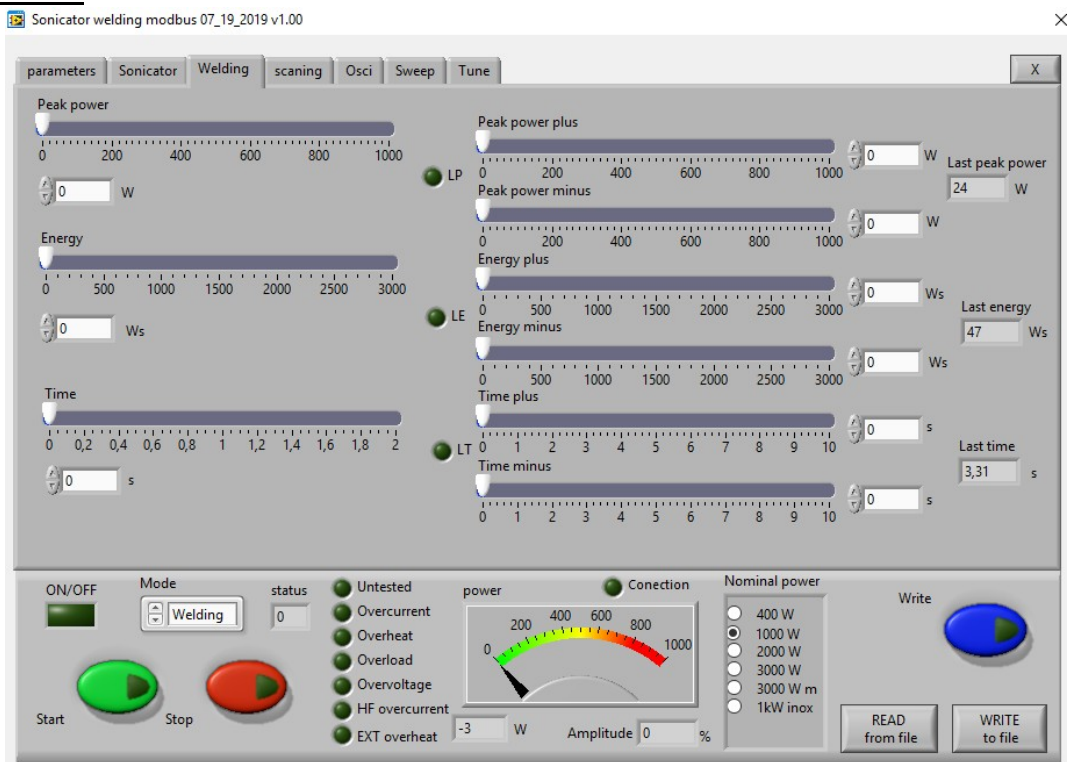 Sonicator welding modbus 07_19_2019 v1.00
parameters Sonicator Welding scaning Osci Sweep Tune X
Peak power
0 200 400 600 800 1000
0 W
Energy
0 500 1000 1500 2000 2500 3000
0 Ws
Time
0 0,2 0,4 0,6 0,8 1 1,2 1,4 1,6 1,8 2
0 s
LP
LE
LT
Peak power plus
0 200 400 600 800 1000
0 W
Peak power minus
0 200 400 600 800 1000
0 W
Energy plus
0 500 1000 1500 2000 2500 3000
0 Ws
Energy minus
0 500 1000 1500 2000 2500 3000
0 Ws
Time plus
0 1 2 3 4 5 6 7 8 9 10
0 s
Time minus
0 1 2 3 4 5 6 7 8 9 10
0 s
Last peak power
24 W
Last energy
47 Ws
Last time
3,31 s
ON/OFF
Mode
Welding
status
0
Start
Stop
Untested
Overcurrent
Overheat
Overload
Overvoltage
HF overcurrent
EXT overheat
power
Conection
0 200 400 600 800 1000
-3 W
Amplitude 0 %
Nominal power
400 W
1000 W
2000 W
3000 W
3000 W m
1kW inox
Write
READ
from file
WRITE
to file